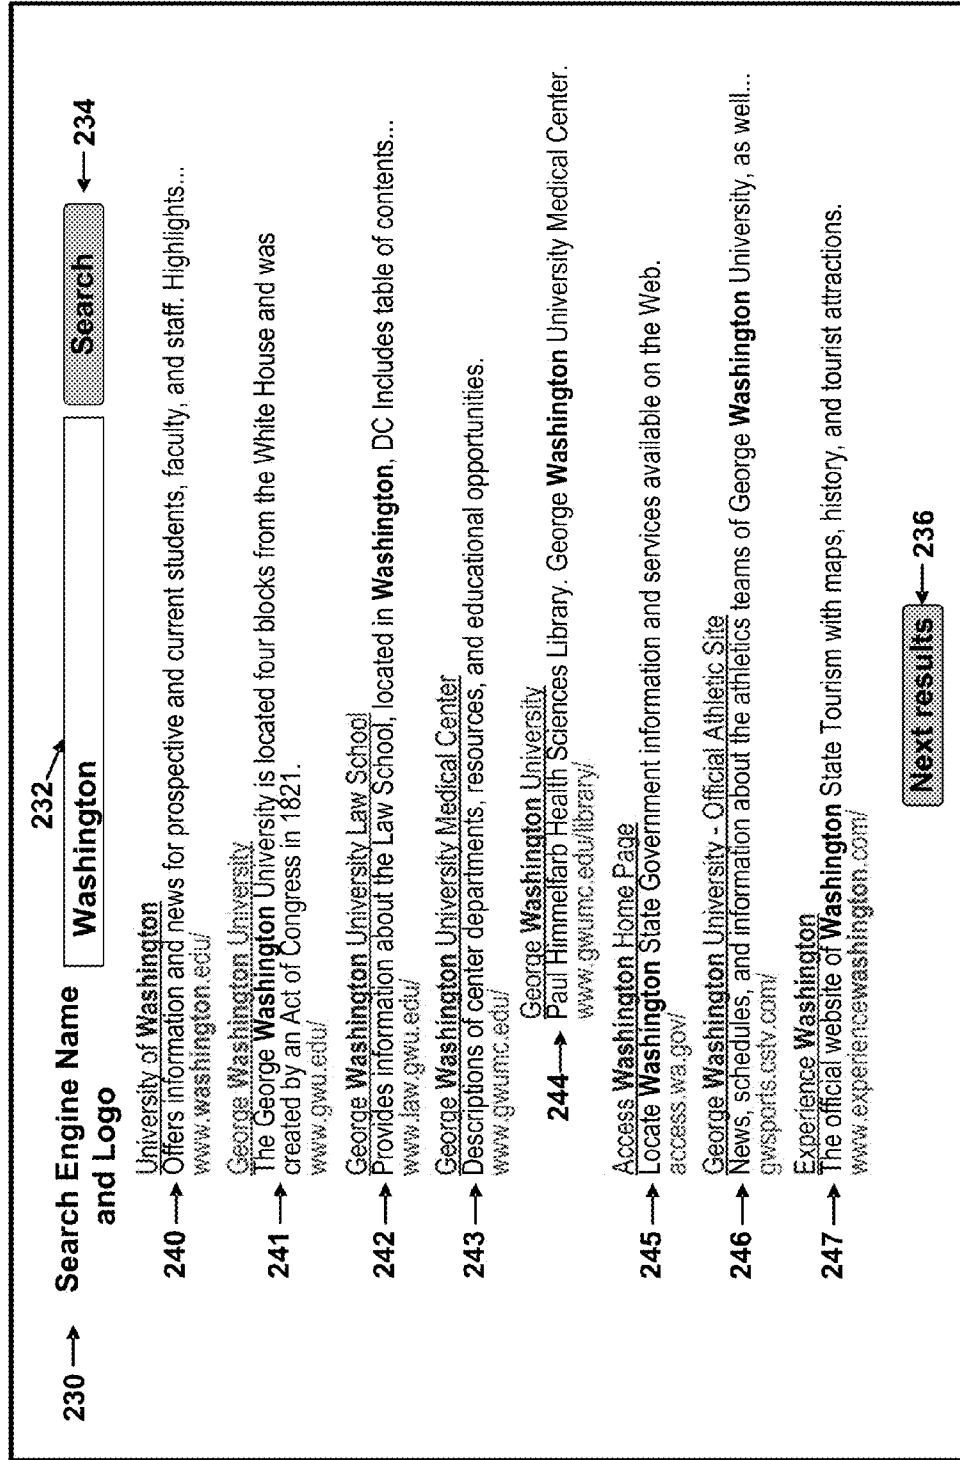 232
230 → Search Engine Name Washington Search ← 234
and Logo
University of Washington
240 → Offers information and news for prospective and current students, faculty, and staff. Highlights...
www.washington.edu/
George Washington University
241 → The George Washington University is located four blocks from the White House and was
created by an Act of Congress in 1821.
www.gwu.edu/
George Washington University Law School
242 → Provides information about the Law School, located in Washington, DC Includes table of contents...
www.law.gwu.edu/
George Washington University Medical Center
243 → Descriptions of center departments, resources, and educational opportunities.
www.gwumc.edu/
George Washington University
244 → Paul Himmelfarb Health Sciences Library. George Washington University Medical Center.
www.gwumc.edu/library/
Access Washington Home Page
245 → Locate Washington State Government information and services available on the Web.
access.wa.gov/
George Washington University - Official Athletic Site
246 → News, schedules, and information about the athletics teams of George Washington University, as well...
gwsports.cstv.com/
Experience Washington
247 → The official website of Washington State Tourism with maps, history, and tourist attractions.
www.experiencewashington.com/
Next results ← 236